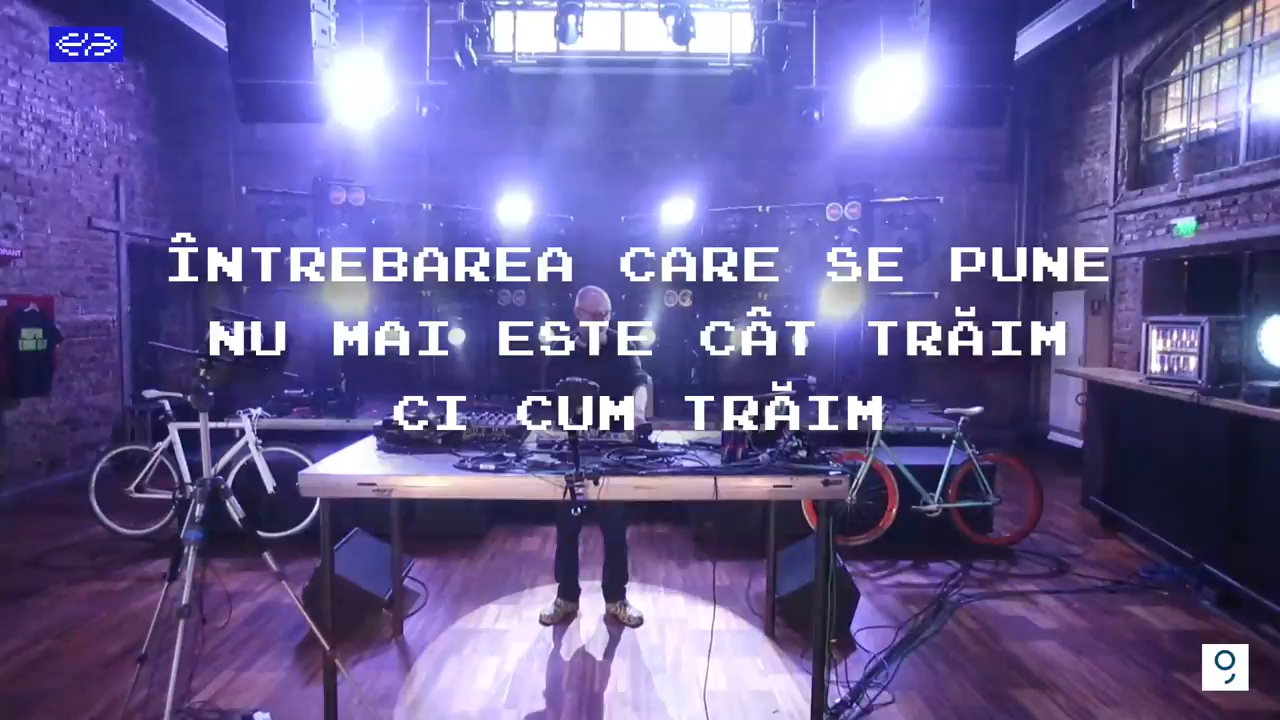 ÎNTREBAREA CARE SE PUNE
NU MAI ESTE CÂT TRĂIM
CI CUM TRĂIM